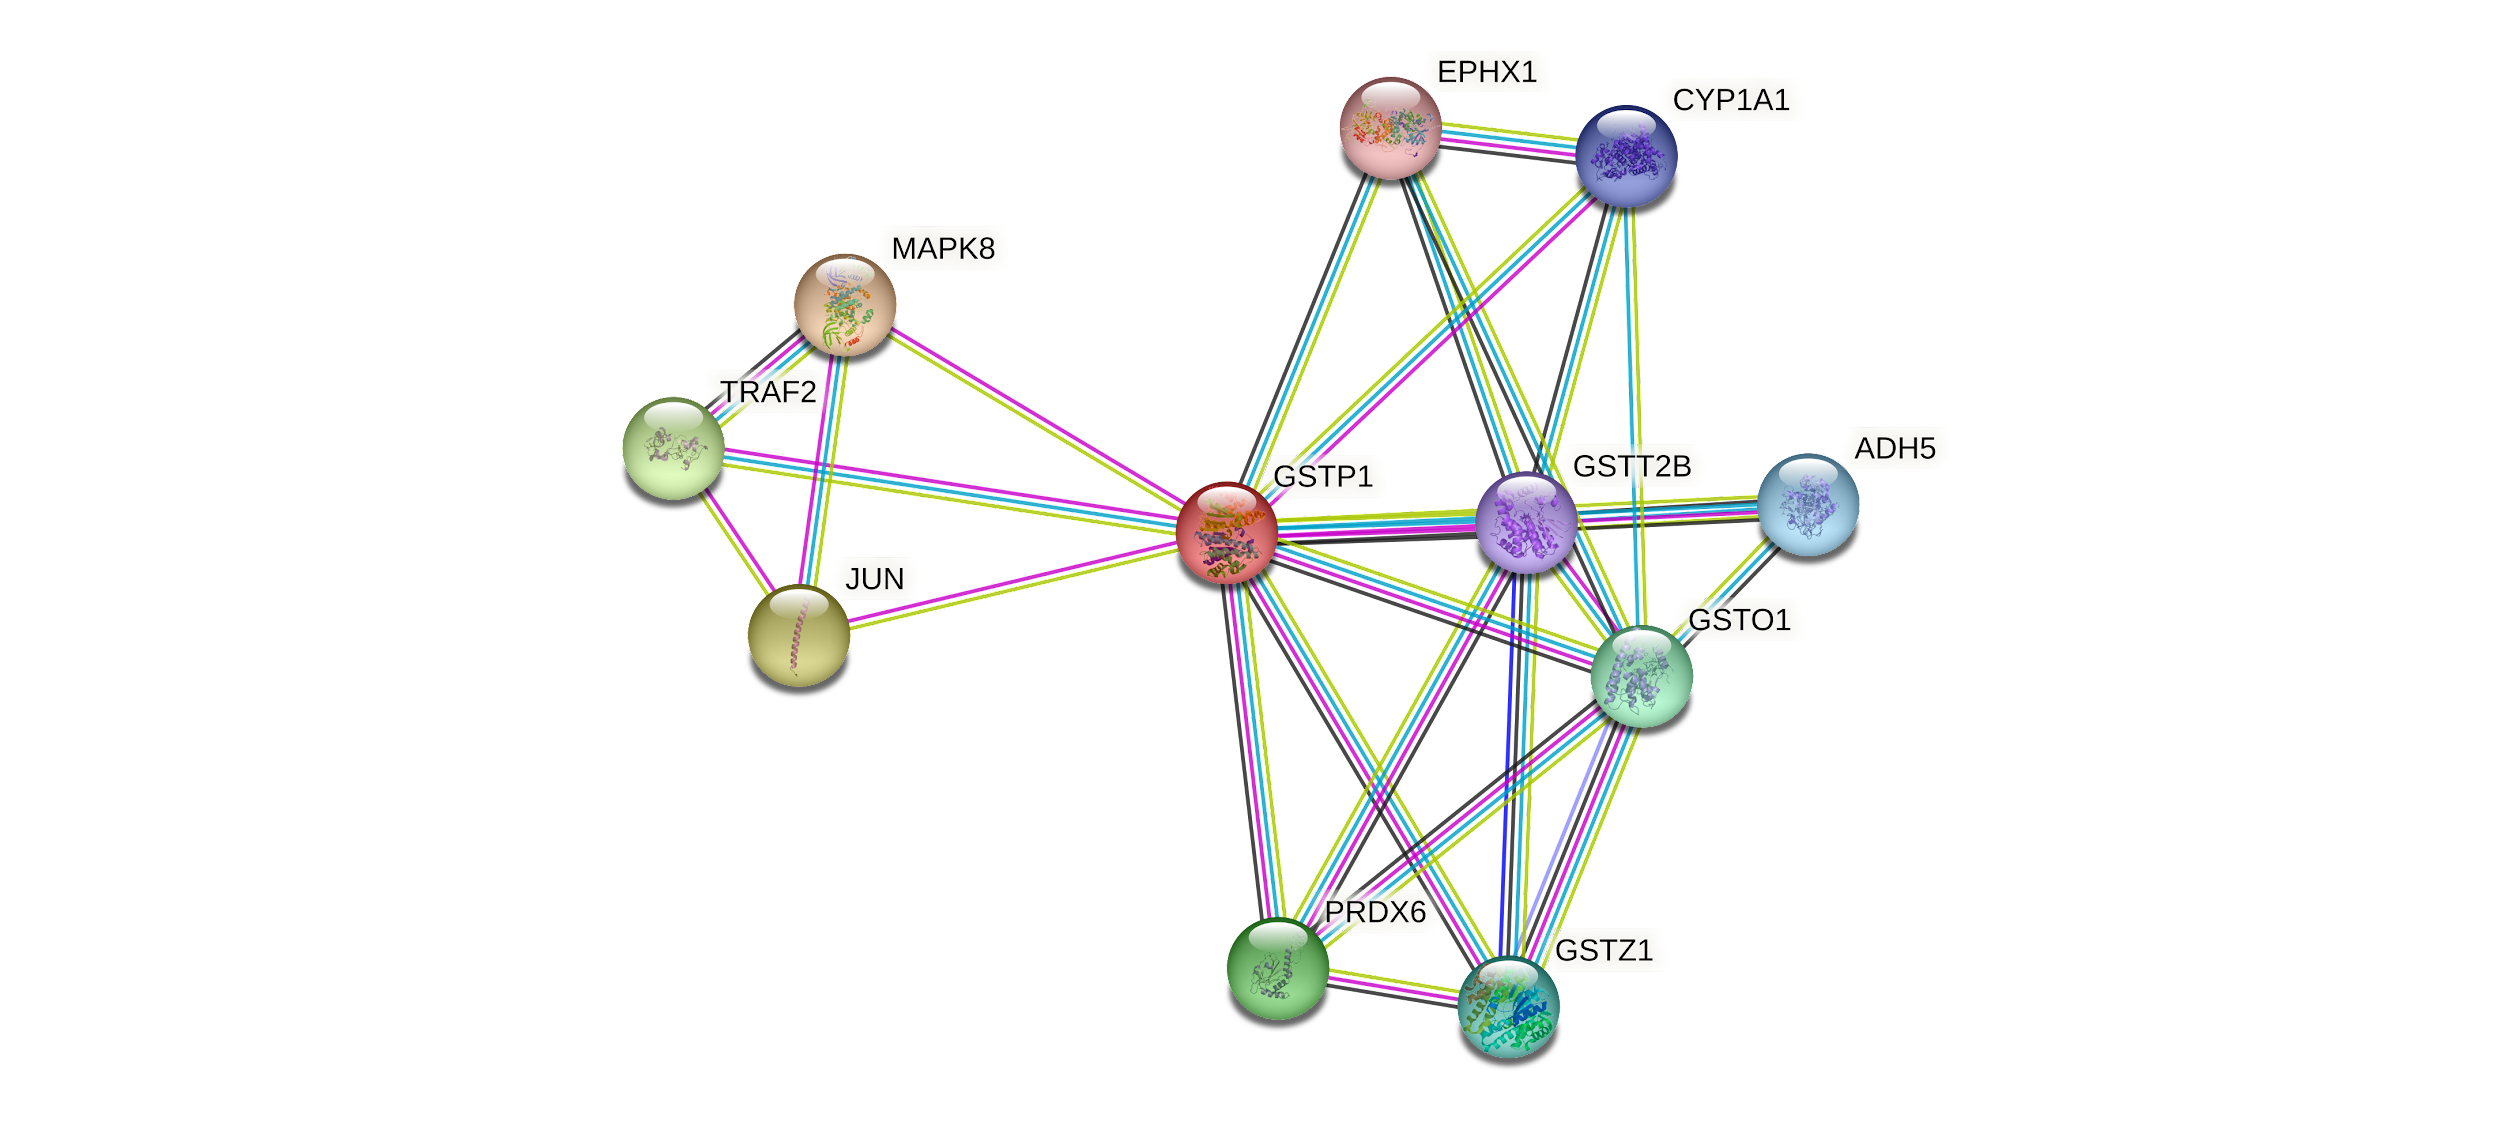 EPHX1
CYP1A1
MAPK8
TRAF2
ADH5
GSTT2B
GSTP1
JUN
GSTO1
PRDX6
GSTZ1